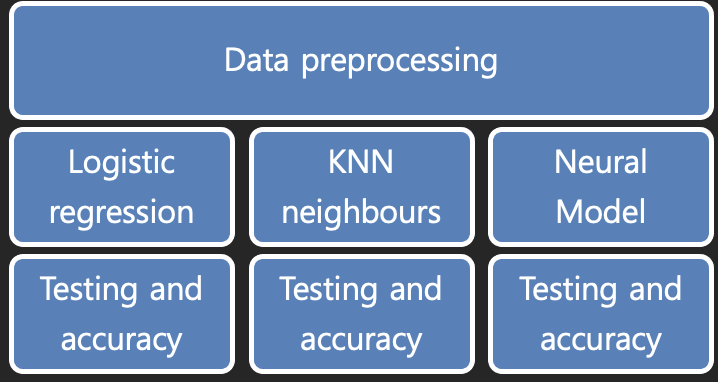 Data preprocessing
Logistic
regression
KNN
neighbours
Neural
Model
Testing and
accuracy
Testing and
accuracy
Testing and
accuracy